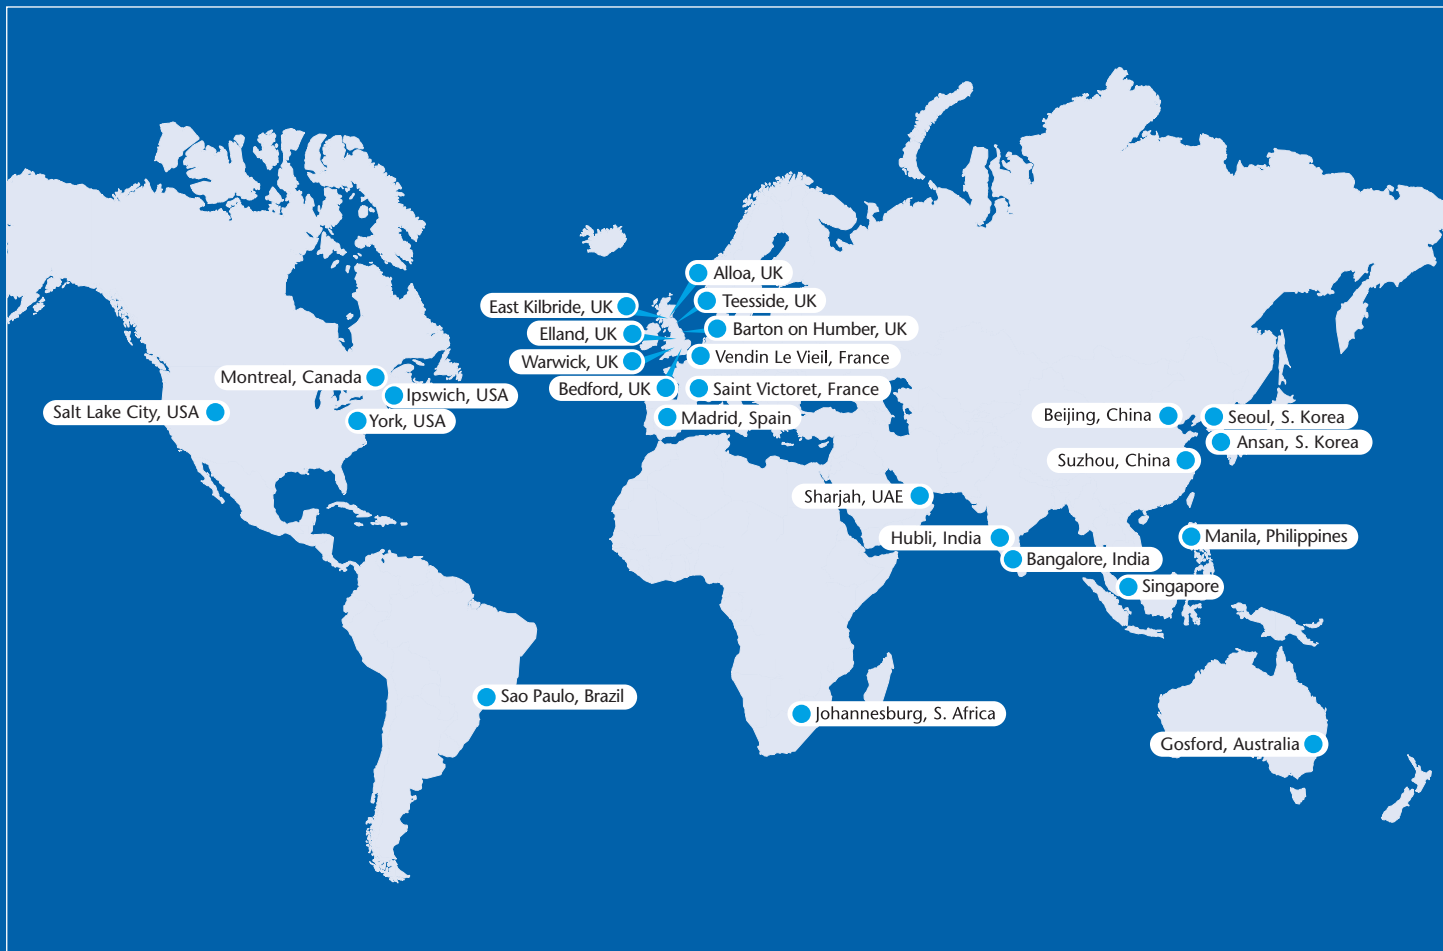 Alloa, UK
East Kilbride, UK
Teesside, UK
Elland, UK
Barton on Humber, UK
Warwick, UK
Vendin Le Vieil, France
Montreal, Canada
Bedford, UK
Saint Victoret, France
Ipswich, USA
Salt Lake City, USA
York, USA
Madrid, Spain
Beijing, China
Seoul, S. Korea
Ansan, S. Korea
Suzhou, China
Sharjah, UAE
Hubli, India
Manila, Philippines
Bangalore, India
Singapore
Sao Paulo, Brazil
Johannesburg, S. Africa
Gosford, Australia